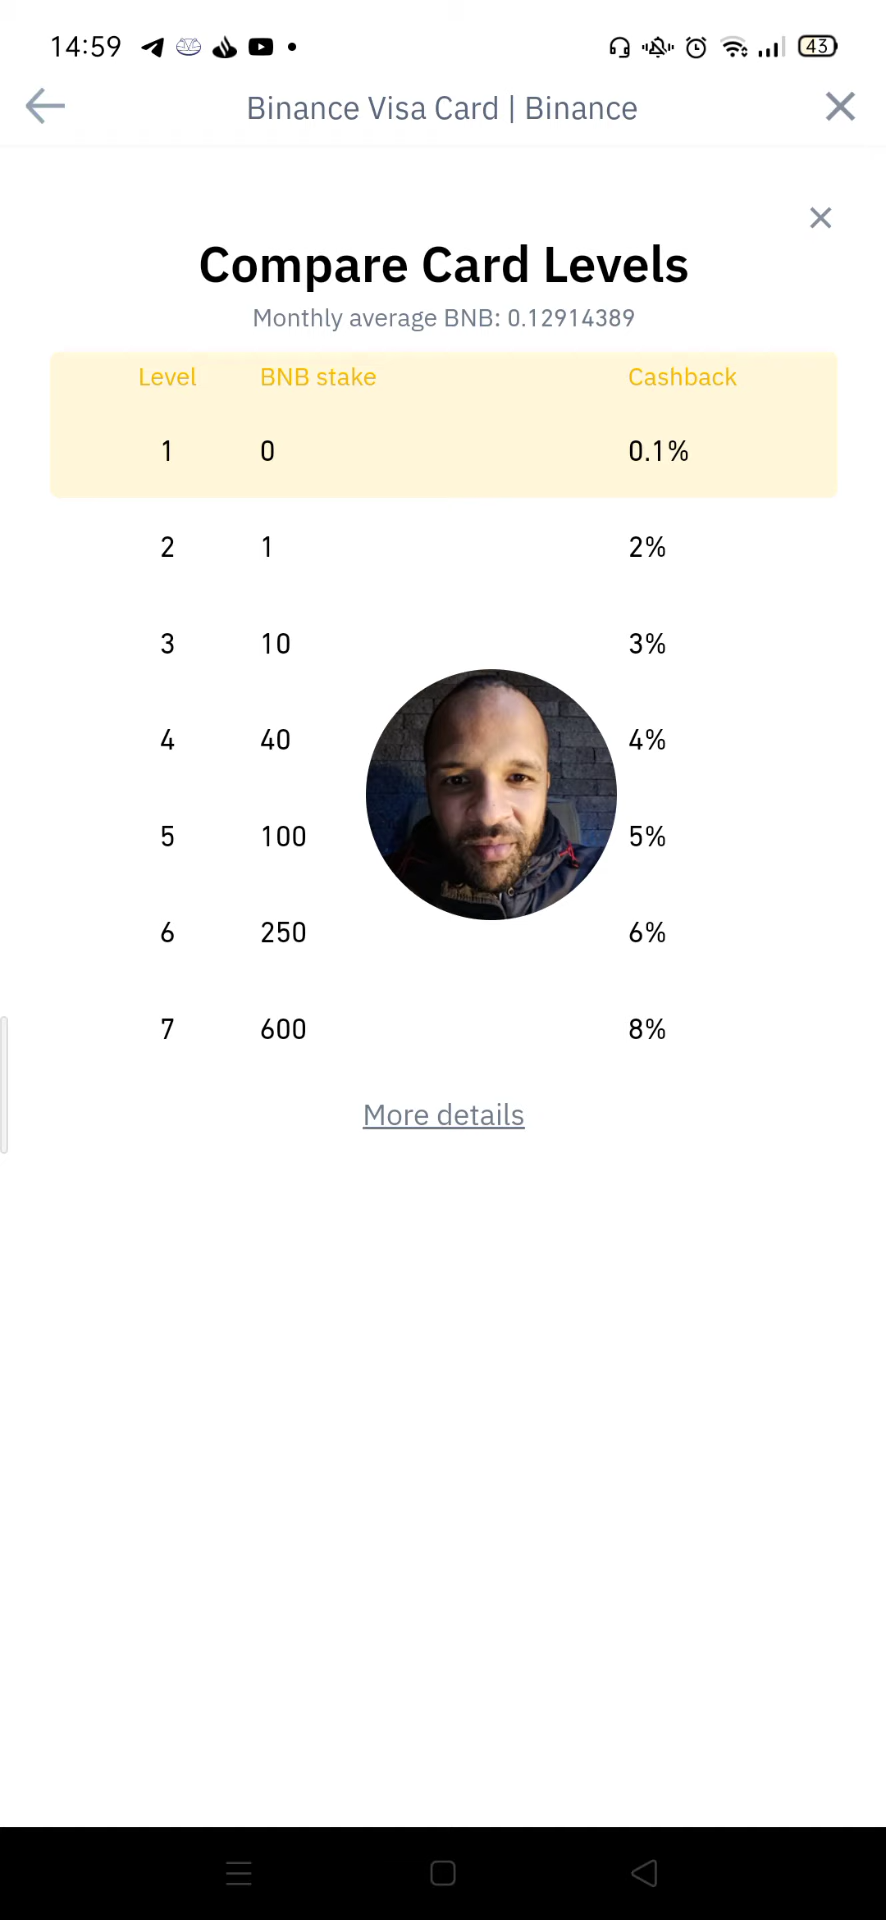 14:59
43
Binance Visa Card | Binance
Compare Card Levels
Monthly average BNB: 0.12914389
Level BNB stake Cashback
1 0 0.1%
2 1 2%
3 10 3%
4 40 4%
5 100 5%
6 250 6%
7 600 8%
More details